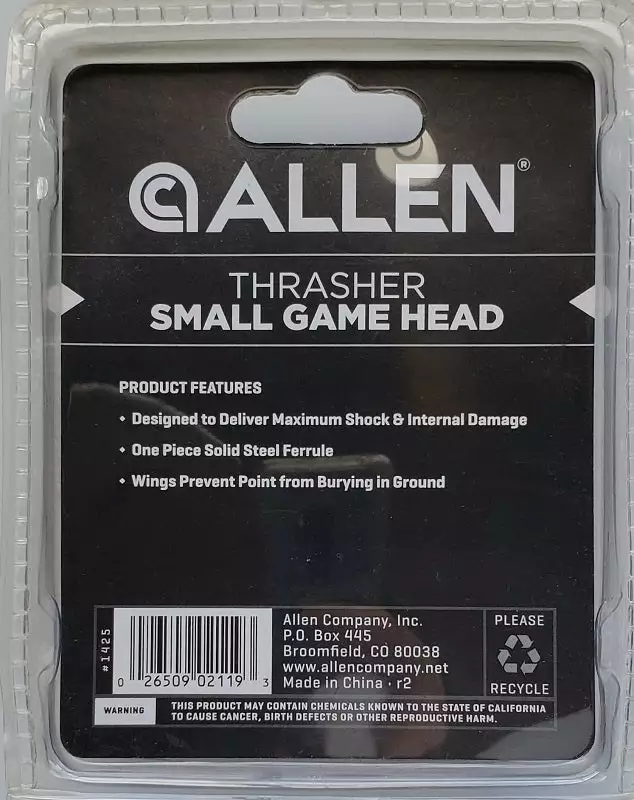 ALLEN®
THRASHER
SMALL GAME HEAD
PRODUCT FEATURES
• Designed to Deliver Maximum Shock & Internal Damage
• One Piece Solid Steel Ferrule
• Wings Prevent Point from Burying in Ground
#1425
0 26509 02119 3
Allen Company, Inc.
P.O. Box 445
Broomfield, CO 80038
www.allencompany.net
Made in China · r2
PLEASE
RECYCLE
WARNING
THIS PRODUCT MAY CONTAIN CHEMICALS KNOWN TO THE STATE OF CALIFORNIA
TO CAUSE CANCER, BIRTH DEFECTS OR OTHER REPRODUCTIVE HARM.